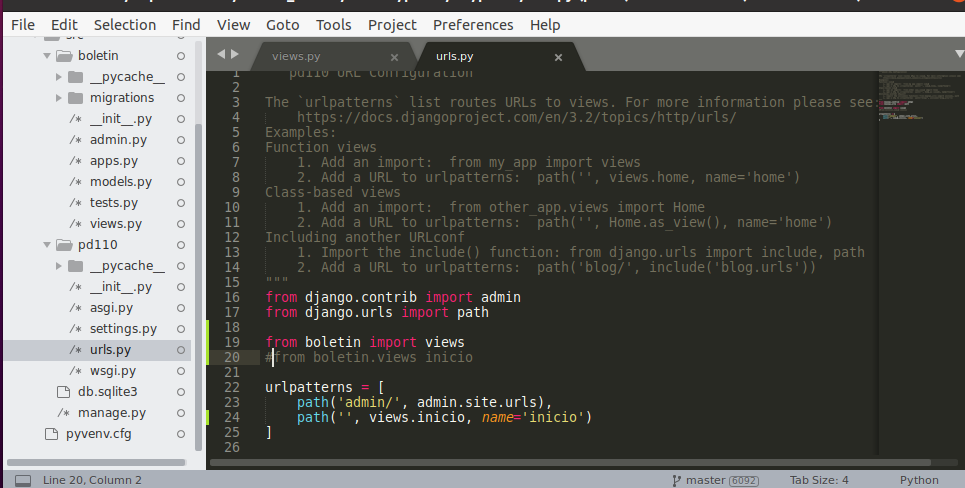 File Edit Selection Find View Goto Tools Project Preferences Help
src
boletin
__pycache__
migrations
/* __init__.py
/* admin.py
/* apps.py
/* models.py
/* tests.py
/* views.py
pd110
__pycache__
/* __init__.py
/* asgi.py
/* settings.py
/* urls.py
/* wsgi.py
db.sqlite3
/* manage.py
pyvenv.cfg
views.py × urls.py ×
1 """pd110 URL Configuration
2
3 The `urlpatterns` list routes URLs to views. For more information please see
4 https://docs.djangoproject.com/en/3.2/topics/http/urls/
5 Examples:
6 Function views
7 1. Add an import:  from my_app import views
8 2. Add a URL to urlpatterns:  path('', views.home, name='home')
9 Class-based views
10 1. Add an import:  from other_app.views import Home
11 2. Add a URL to urlpatterns:  path('', Home.as_view(), name='home')
12 Including another URLconf
13 1. Import the include() function: from django.urls import include, path
14 2. Add a URL to urlpatterns:  path('blog/', include('blog.urls'))
15 """
16 from django.contrib import admin
17 from django.urls import path
18
19 from boletin import views
20 #from boletin.views inicio
21
22 urlpatterns = [
23 path('admin/', admin.site.urls),
24 path('', views.inicio, name='inicio')
25 ]
26
Line 20, Column 2 master 6092 Tab Size: 4 Python